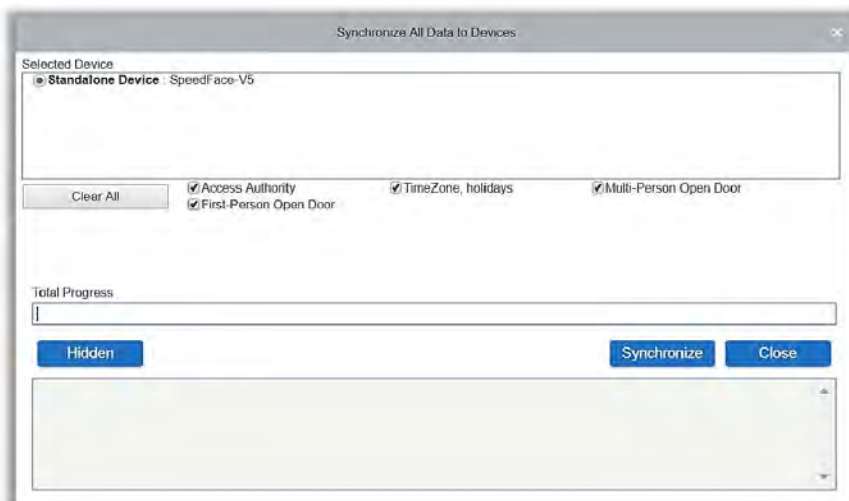 Synchronize All Data to Devices
Selected Device
Standalone Device : SpeedFace-V5
Clear All
Access Authority
TimeZone, holidays
Multi-Person Open Door
First-Person Open Door
Total Progress
Hidden
Synchronize
Close